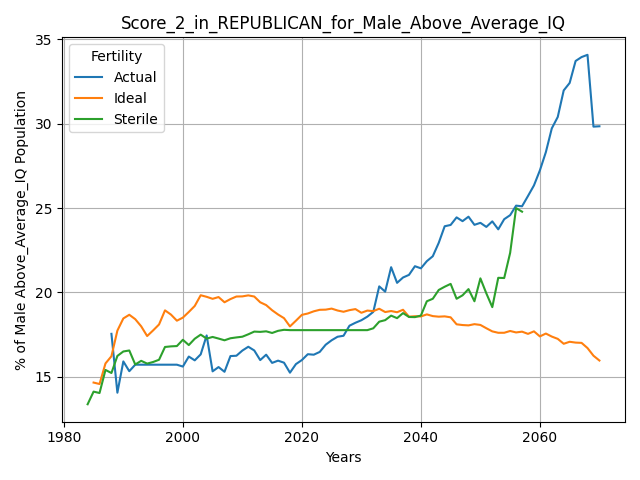 Score_2_in_REPUBLICAN_for_Male_Above_Average_IQ
% of Male Above_Average_IQ Population
35
30
25
20
15
Fertility
Actual
Ideal
Sterile
1980
2000
2020
2040
2060
Years